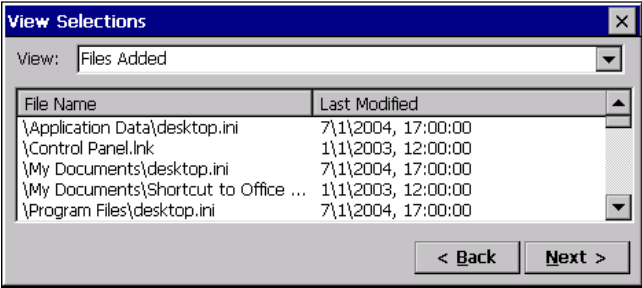 View Selections
View: Files Added
File Name Last Modified
\Application Data\desktop.ini 7\1\2004, 17:00:00
\Control Panel.lnk 1\1\2003, 12:00:00
\My Documents\desktop.ini 7\1\2004, 17:00:00
\My Documents\Shortcut to Office ... 1\1\2003, 12:00:00
\Program Files\desktop.ini 7\1\2004, 17:00:00
< Back Next >